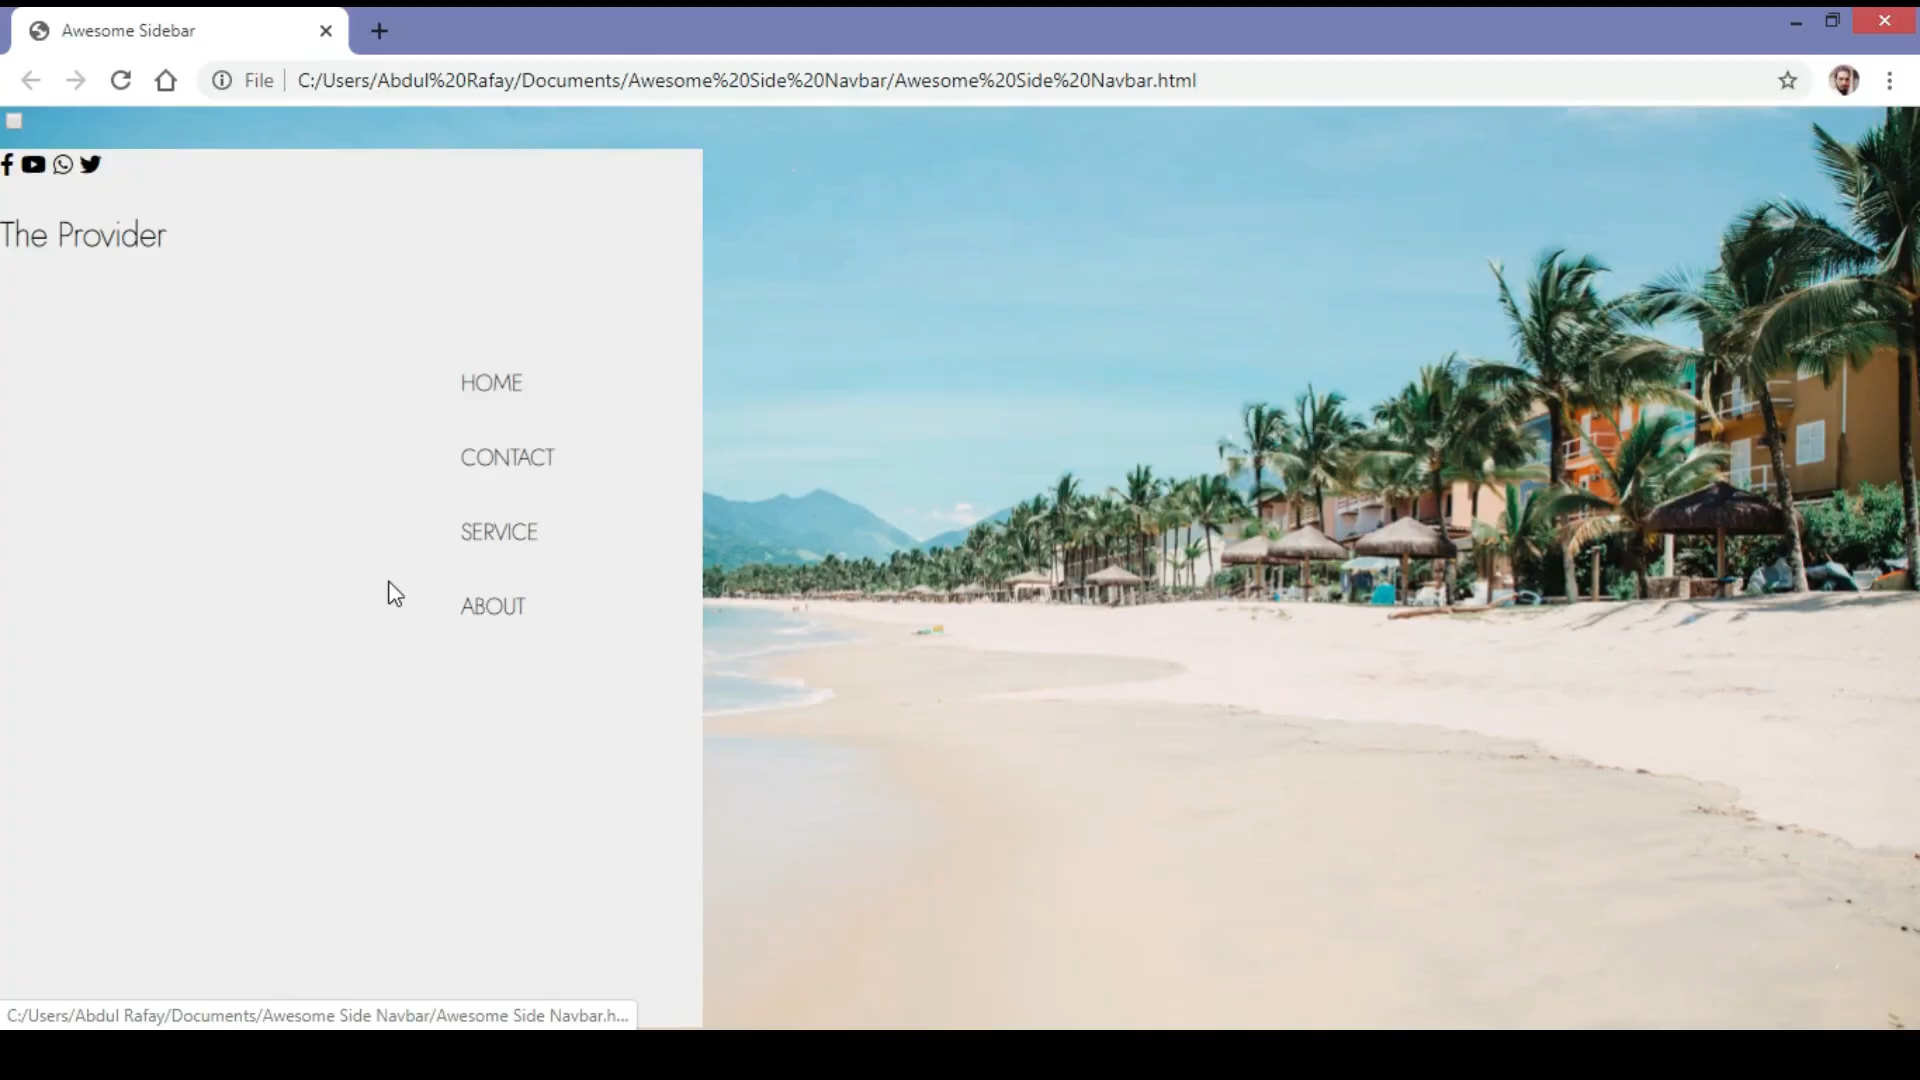 Awesome Sidebar
File
C:/Users/Abdul%20Rafay/Documents/Awesome%20Side%20Navbar/Awesome%20Side%20Navbar.html
The Provider
HOME
CONTACT
SERVICE
ABOUT
C:/Users/Abdul Rafay/Documents/Awesome Side Navbar/Awesome Side Navbar.h...